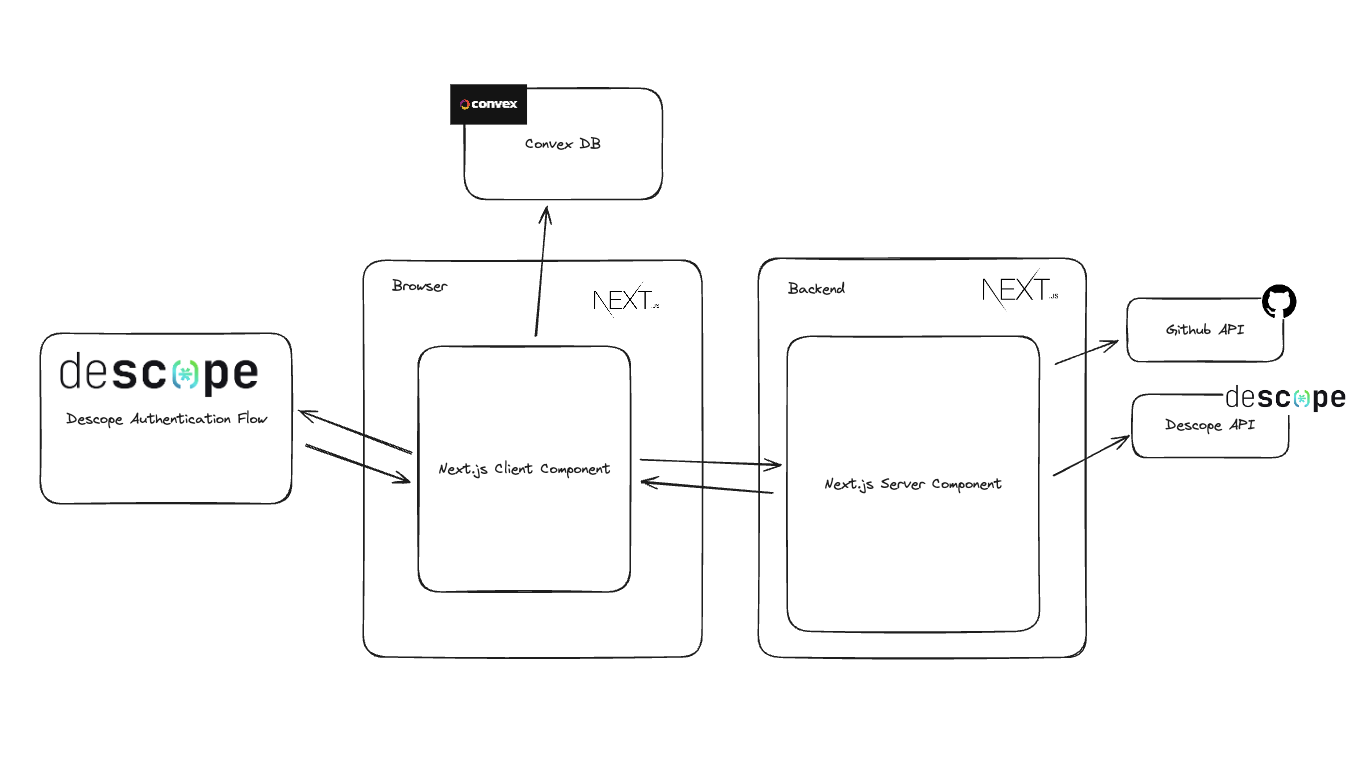 convex
Convex DB
Browser
NEXT.JS
Backend
NEXT.JS
Github API
descope
Descope Authentication Flow
descope
Descope API
Next.js Client Component
Next.js Server Component